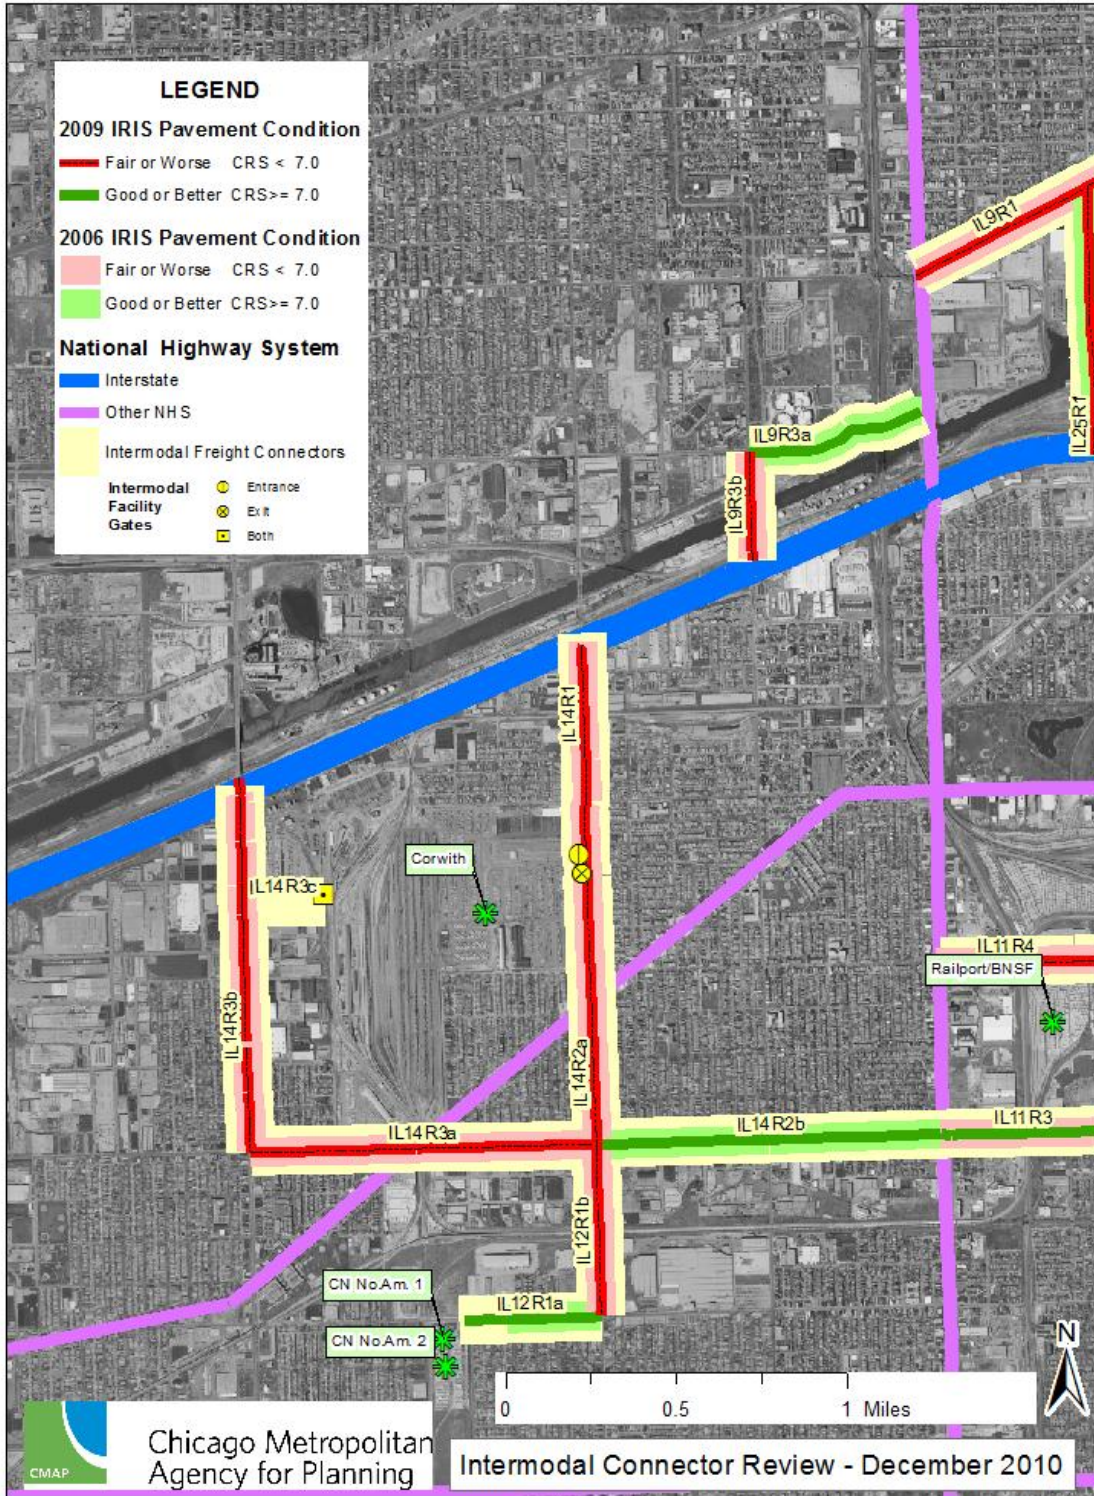 LEGEND
2009 IRIS Pavement Condition
Fair or Worse CRS < 7.0
Good or Better CRS>= 7.0
2006 IRIS Pavement Condition
Fair or Worse CRS < 7.0
Good or Better CRS>= 7.0
National Highway System
Interstate
Other NHS
Intermodal Freight Connectors
Intermodal Facility Gates
Entrance
Exit
Both
IL9R1
IL25R1
IL9R3a
IL9R3b
IL14R1
Corwith
IL14R3c
IL14R3b
IL11R4
Railport/BNSF
IL14R2a
IL14R3a
IL14R2b
IL11R3
IL12R1b
CN No.Am. 1
IL12R1a
CN No.Am. 2
N
0 0.5 1 Miles
CMAP
Chicago Metropolitan
Agency for Planning
Intermodal Connector Review - December 2010